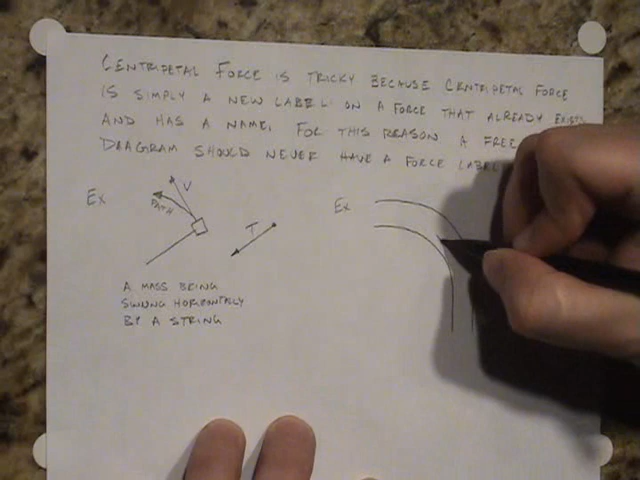 CENTRIPETAL FORCE IS TRICKY BECAUSE CENTRIPETAL FORCE
IS SIMPLY A NEW LABEL ON A FORCE THAT ALREADY EXISTS
AND HAS A NAME. FOR THIS REASON A FREE
DIAGRAM SHOULD NEVER HAVE A FORCE LABEL
Ex
V
PATH
T
A MASS BEING
SWUNG HORIZONTALLY
BY A STRING
Ex